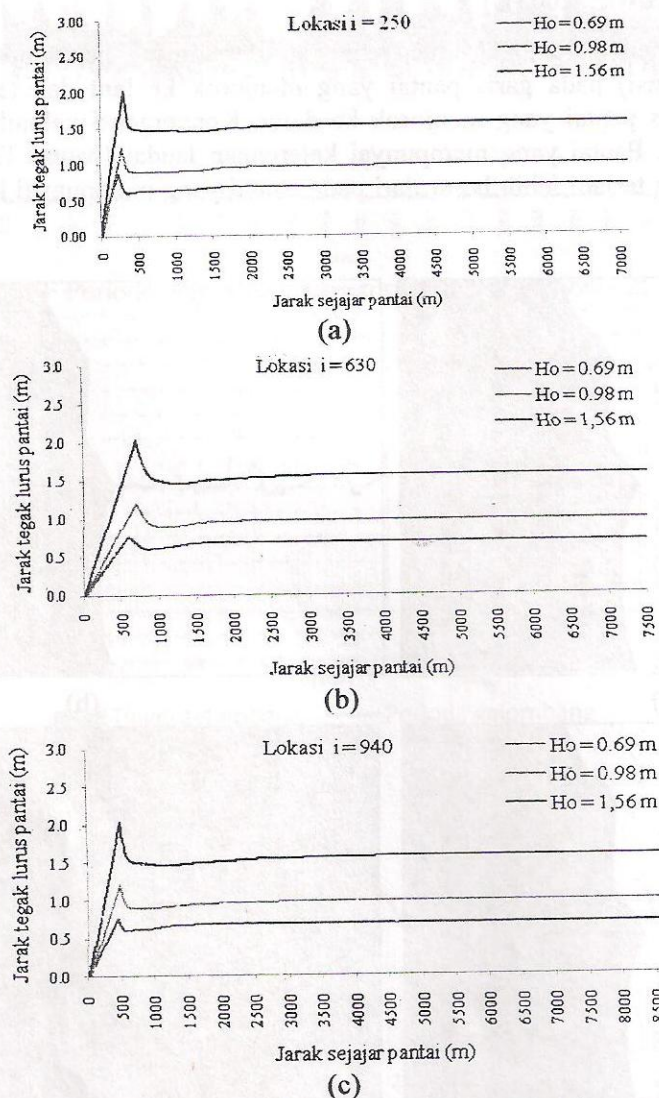 Lokasi i = 250
Ho = 0.69 m
Ho = 0.98 m
Ho = 1.56 m
Jarak tegak lurus pantai (m)
3.00
2.50
2.00
1.50
1.00
0.50
0.00
0 500 1000 1500 2000 2500 3000 3500 4000 4500 5000 5500 6000 6500 7000
Jarak sejajar pantai (m)
(a)
Lokasi i=630
Ho = 0.69 m
Ho = 0.98 m
Ho = 1,56 m
Jarak tegak lurus pantai (m)
3.0
2.5
2.0
1.5
1.0
0.5
0.0
0 500 1000 1500 2000 2500 3000 3500 4000 4500 5000 5500 6000 6500 7000 7500
Jarak sejajar pantai (m)
(b)
Lokasi i=940
Ho = 0.69 m
Ho = 0.98 m
Ho = 1,56 m
Jarak tegak lurus pantai (m)
3.0
2.5
2.0
1.5
1.0
0.5
0.0
0 500 1000 1500 2000 2500 3000 3500 4000 4500 5000 5500 6000 6500 7000 7500 8000 8500
Jarak sejajar pantai (m)
(c)